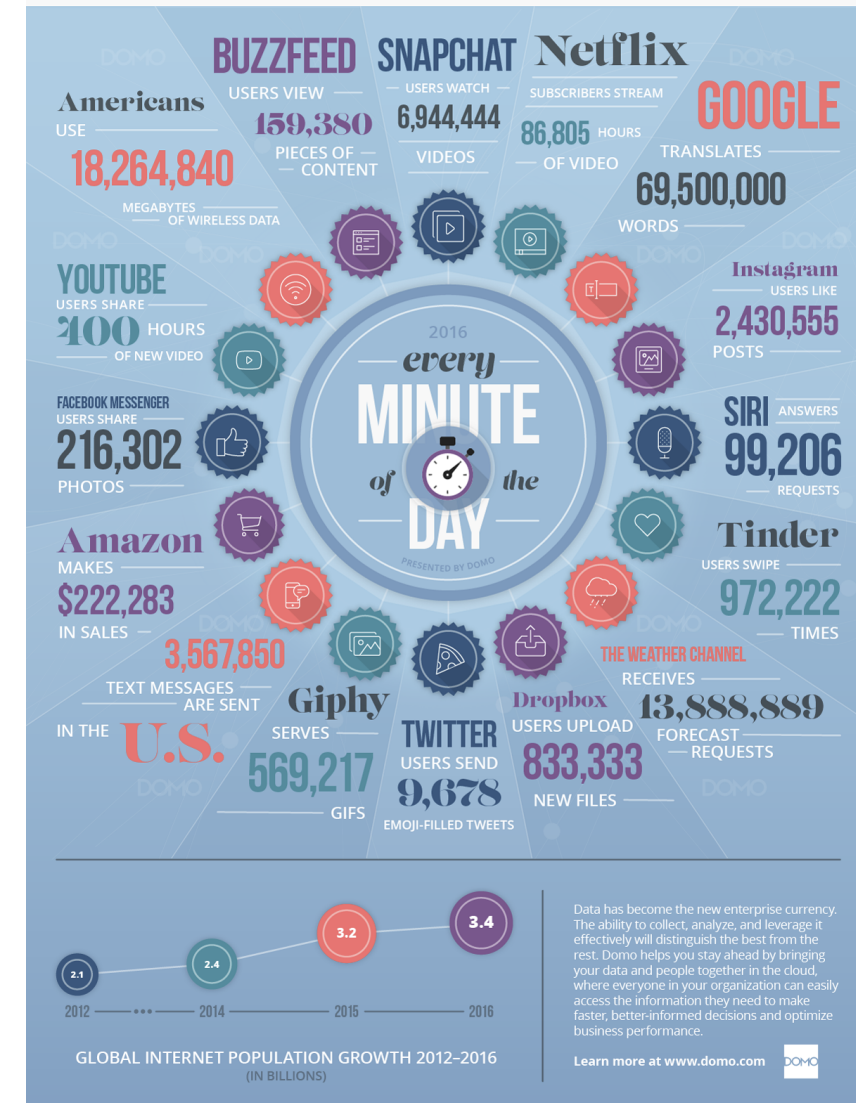 BUZZFEED
USERS VIEW
159,380
PIECES OF
CONTENT
SNAPCHAT
USERS WATCH
6,944,444
VIDEOS
Netflix
SUBSCRIBERS STREAM
86,805 HOURS
OF VIDEO
Americans
USE
18,264,840
MEGABYTES
OF WIRELESS DATA
GOOGLE
TRANSLATES
69,500,000
WORDS
YOUTUBE
USERS SHARE
400 HOURS
OF NEW VIDEO
Instagram
USERS LIKE
2,430,555
POSTS
FACEBOOK MESSENGER
USERS SHARE
216,302
PHOTOS
2016
every
MINUTE
of the
DAY
PRESENTED BY DOMO
SIRI ANSWERS
99,206
REQUESTS
Amazon
MAKES
$222,283
IN SALES
Tinder
USERS SWIPE
972,222
TIMES
3,567,850
TEXT MESSAGES
ARE SENT
IN THE U.S.
Giphy
SERVES
569,217
GIFS
TWITTER
USERS SEND
9,678
EMOJI-FILLED TWEETS
Dropbox
USERS UPLOAD
833,333
NEW FILES
THE WEATHER CHANNEL
RECEIVES
13,888,889
FORECAST
REQUESTS
DOMO
DOMO
DOMO
DOMO
DOMO
DOMO
DOMO
DOMO
DOMO
DOMO
T
2.1
2.4
3.2
3.4
2012 ••• 2014 2015 2016
GLOBAL INTERNET POPULATION GROWTH 2012–2016
(IN BILLIONS)
Data has become the new enterprise currency.
The ability to collect, analyze, and leverage it
effectively will distinguish the best from the
rest. Domo helps you stay ahead by bringing
your data and people together in the cloud,
where everyone in your organization can easily
access the information they need to make
faster, better-informed decisions and optimize
business performance.
Learn more at www.domo.com
DOMO